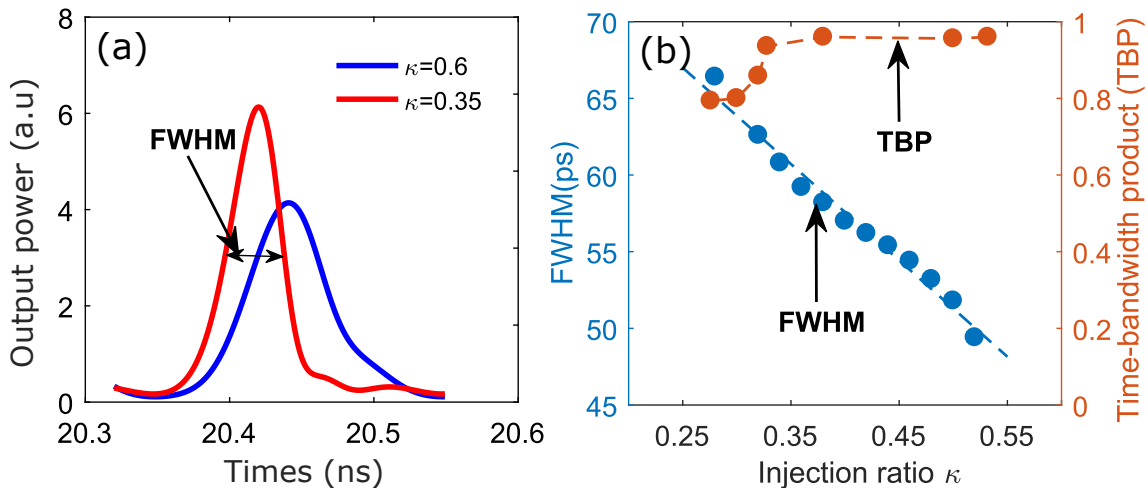 (a)
8
6
4
2
0
Output power (a.u)
κ=0.6
κ=0.35
FWHM
20.3
20.4
20.5
20.6
Times (ns)
(b)
70
65
60
55
50
45
FWHM(ps)
TBP
FWHM
1
0.8
0.6
0.4
0.2
0
Time-bandwidth product (TBP)
0.25
0.35
0.45
0.55
Injection ratio κ